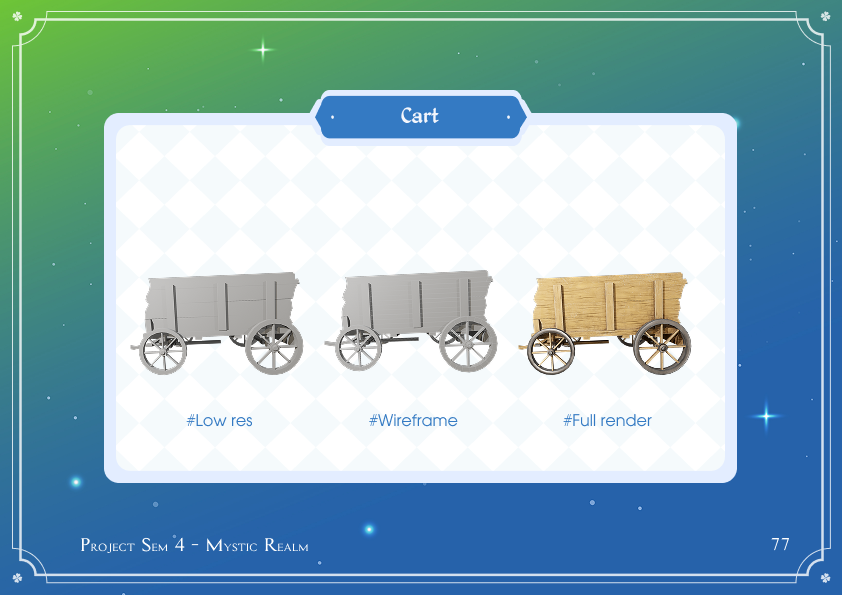 Cart
#Low res
#Wireframe
#Full render
Project Sem 4 - Mystic Realm
77